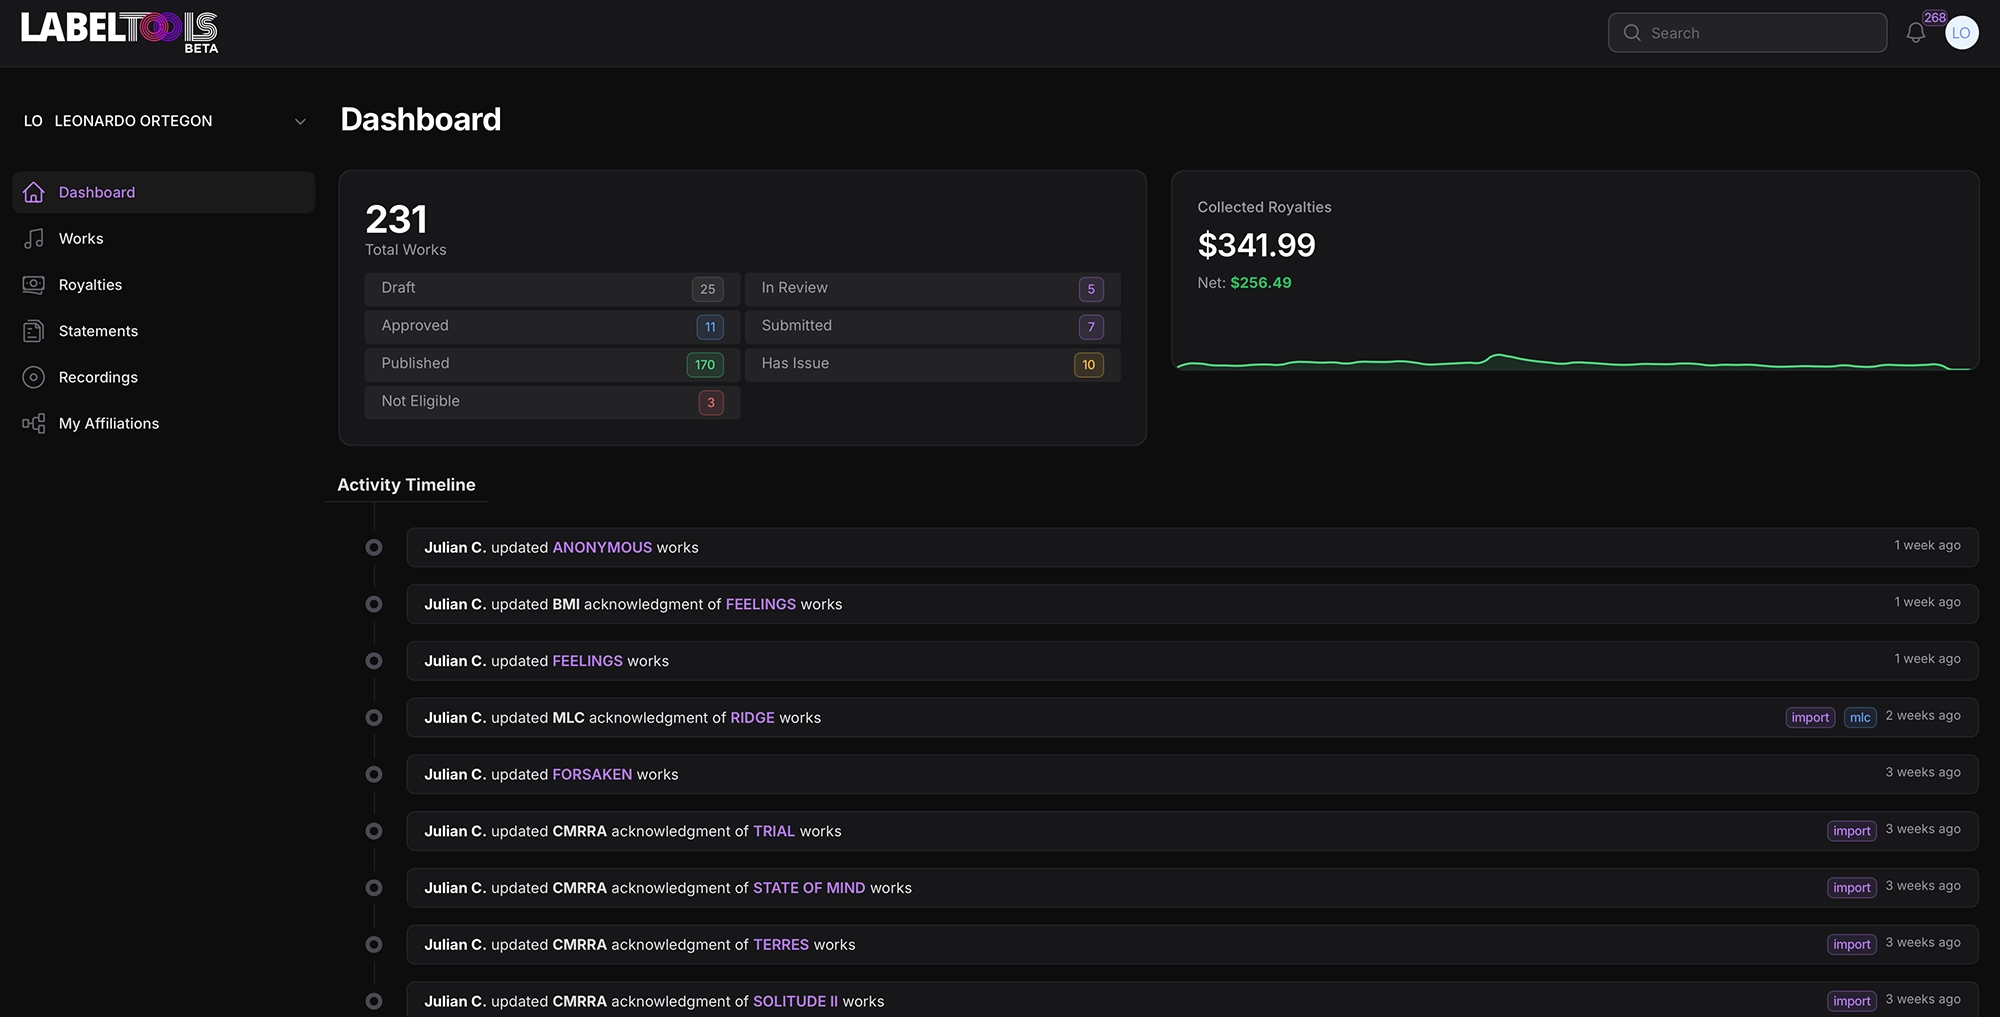 LABELTOOLS
BETA
Search
268
LO
LO LEONARDO ORTEGON
Dashboard
Works
Royalties
Statements
Recordings
My Affiliations
Dashboard
231
Total Works
Draft 25
In Review 5
Approved 11
Submitted 7
Published 170
Has Issue 10
Not Eligible 3
Collected Royalties
$341.99
Net: $256.49
Activity Timeline
Julian C. updated ANONYMOUS works 1 week ago
Julian C. updated BMI acknowledgment of FEELINGS works 1 week ago
Julian C. updated FEELINGS works 1 week ago
Julian C. updated MLC acknowledgment of RIDGE works import mlc 2 weeks ago
Julian C. updated FORSAKEN works 3 weeks ago
Julian C. updated CMRRA acknowledgment of TRIAL works import 3 weeks ago
Julian C. updated CMRRA acknowledgment of STATE OF MIND works import 3 weeks ago
Julian C. updated CMRRA acknowledgment of TERRES works import 3 weeks ago
Julian C. updated CMRRA acknowledgment of SOLITUDE II works import 3 weeks ago